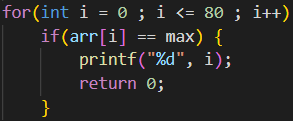 for(int i = 0 ; i <= 80 ; i++)
if(arr[i] == max) {
printf("%d", i);
return 0;
}